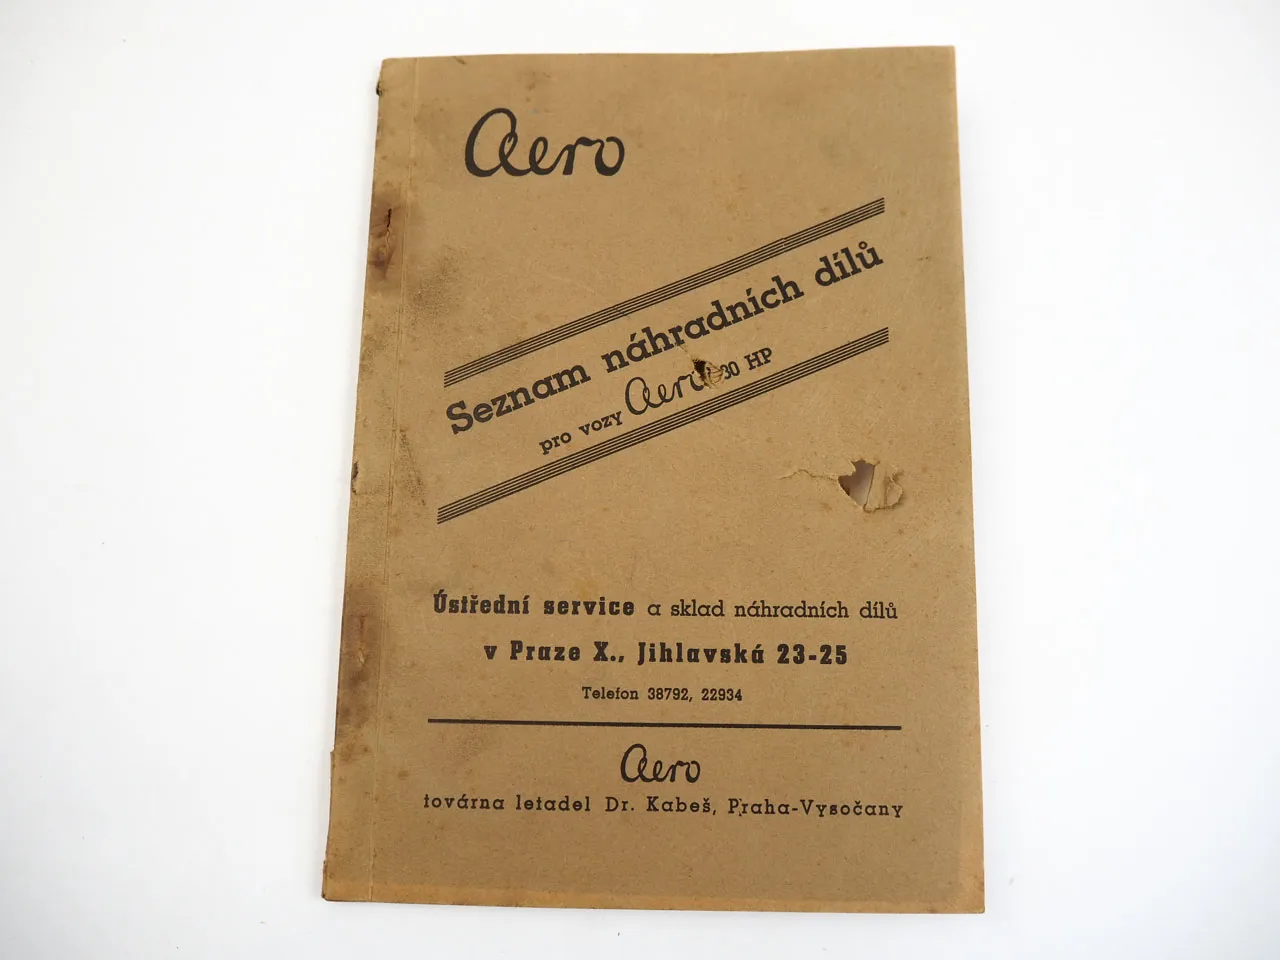 Aero
Seznam náhradních dílů
pro vozy Aero 30 HP
Ústřední service a sklad náhradních dílů
v Praze X., Jihlavská 23-25
Telefon 38792, 22934
Aero
továrna letadel Dr. Kabeš, Praha-Vysočany